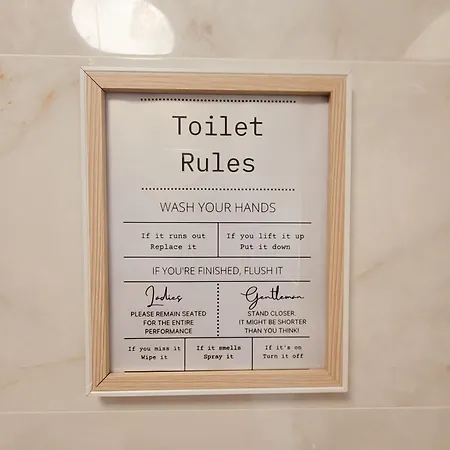 Toilet
Rules
WASH YOUR HANDS
If it runs out
Replace it
If you lift it up
Put it down
IF YOU'RE FINISHED, FLUSH IT
Ladies
PLEASE REMAIN SEATED
FOR THE ENTIRE
PERFORMANCE
Gentleman
STAND CLOSER,
IT MIGHT BE SHORTER
THAN YOU THINK!
If you miss it
Wipe it
If it smells
Spray it
If it's on
Turn it off